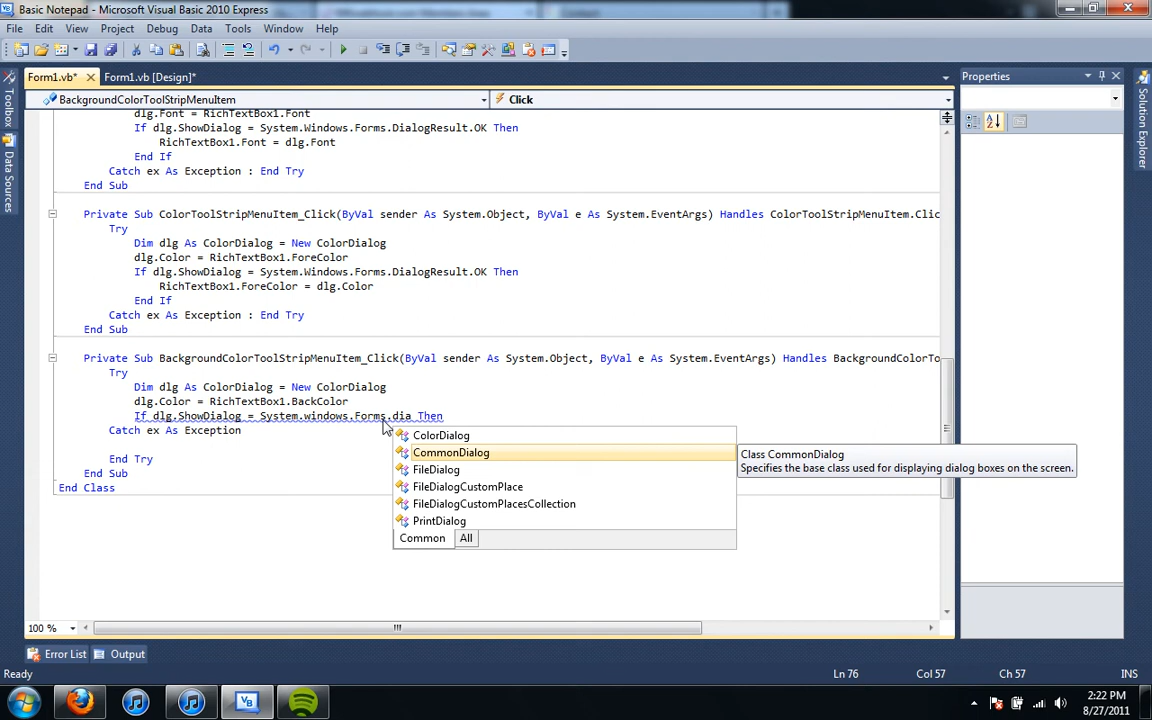 Basic Notepad - Microsoft Visual Basic 2010 Express
File Edit View Project Debug Data Tools Window Help
Form1.vb* Form1.vb [Design]*
Properties
BackgroundColorToolStripMenuItem Click
Toolbox
Data Sources
Solution Explorer
dlg.Font = RichTextBox1.Font
If dlg.ShowDialog = System.Windows.Forms.DialogResult.OK Then
RichTextBox1.Font = dlg.Font
End If
Catch ex As Exception : End Try
End Sub
Private Sub ColorToolStripMenuItem_Click(ByVal sender As System.Object, ByVal e As System.EventArgs) Handles ColorToolStripMenuItem.Clic
Try
Dim dlg As ColorDialog = New ColorDialog
dlg.Color = RichTextBox1.ForeColor
If dlg.ShowDialog = System.Windows.Forms.DialogResult.OK Then
RichTextBox1.ForeColor = dlg.Color
End If
Catch ex As Exception : End Try
End Sub
Private Sub BackgroundColorToolStripMenuItem_Click(ByVal sender As System.Object, ByVal e As System.EventArgs) Handles BackgroundColorTo
Try
Dim dlg As ColorDialog = New ColorDialog
dlg.Color = RichTextBox1.BackColor
If dlg.ShowDialog = System.windows.Forms.dia Then
Catch ex As Exception
End Try
End Sub
End Class
ColorDialog
CommonDialog
FileDialog
FileDialogCustomPlace
FileDialogCustomPlacesCollection
PrintDialog
Common All
Class CommonDialog
Specifies the base class used for displaying dialog boxes on the screen.
100 %
Error List Output
Ready Ln 76 Col 57 Ch 57 INS
VB
2:22 PM
8/27/2011